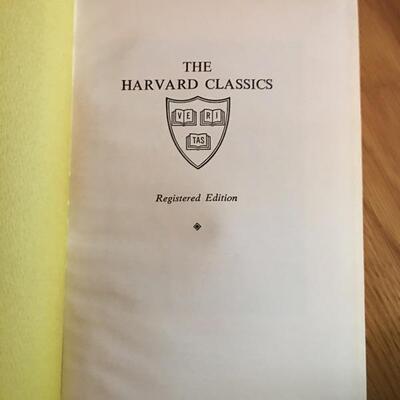 THE
HARVARD CLASSICS
VE RI
TAS
Registered Edition